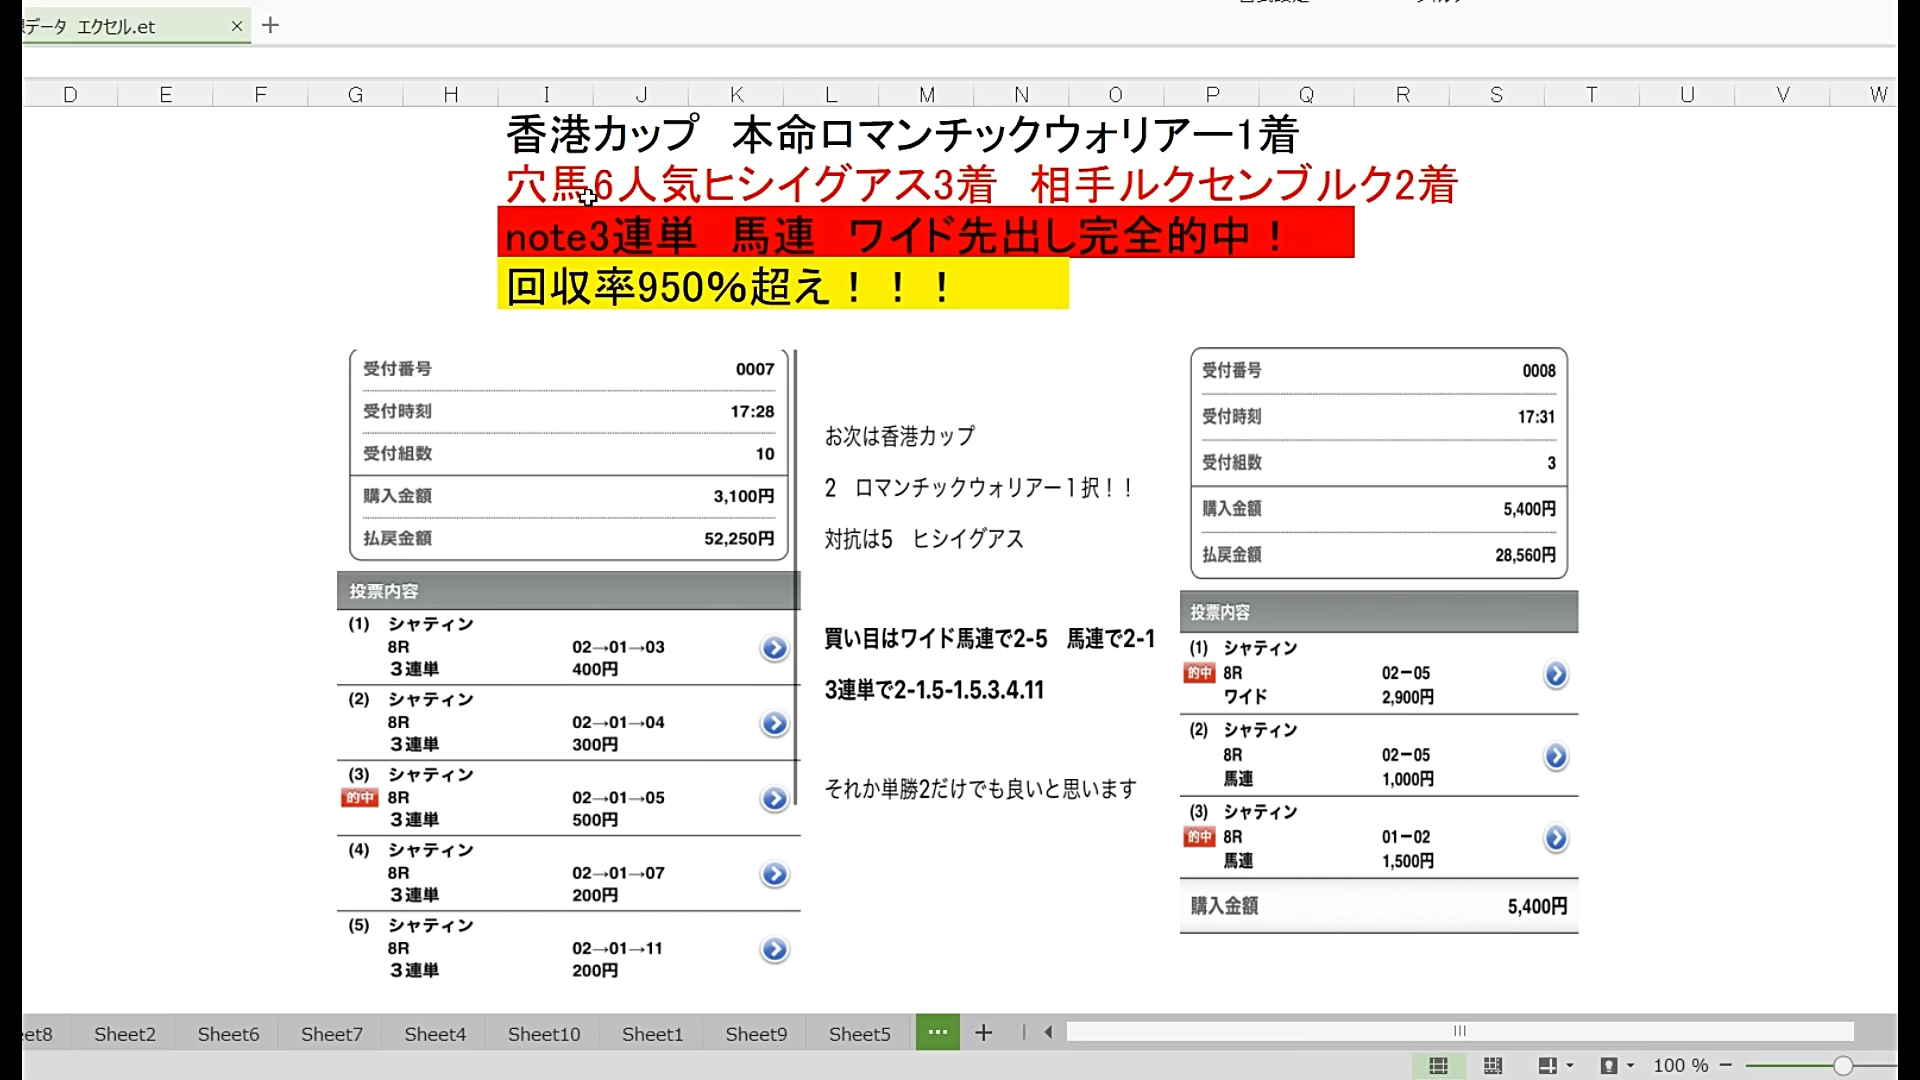 データ エクセル.et × +
D E F G H I J K L M N O P Q R S T U V W
香港カップ 本命ロマンチックウォリアー1着
穴馬6人気ヒシイグアス3着 相手ルクセンブルク2着
note3連単 馬連 ワイド先出し完全的中！
回収率950%超え！！！
受付番号 0007
受付時刻 17:28
受付組数 10
購入金額 3,100円
払戻金額 52,250円
投票内容
(1) シャティン
8R 02→01→03
3連単 400円
(2) シャティン
8R 02→01→04
3連単 300円
(3) シャティン
的中 8R 02→01→05
3連単 500円
(4) シャティン
8R 02→01→07
3連単 200円
(5) シャティン
8R 02→01→11
3連単 200円
お次は香港カップ
2 ロマンチックウォリアー１択！！
対抗は5 ヒシイグアス
買い目はワイド馬連で2-5 馬連で2-1
3連単で2-1.5-1.5.3.4.11
それか単勝2だけでも良いと思います
受付番号 0008
受付時刻 17:31
受付組数 3
購入金額 5,400円
払戻金額 28,560円
投票内容
(1) シャティン
的中 8R 02－05
ワイド 2,900円
(2) シャティン
8R 02－05
馬連 1,000円
(3) シャティン
的中 8R 01－02
馬連 1,500円
購入金額 5,400円
eet8 Sheet2 Sheet6 Sheet7 Sheet4 Sheet10 Sheet1 Sheet9 Sheet5 ··· +
100 %